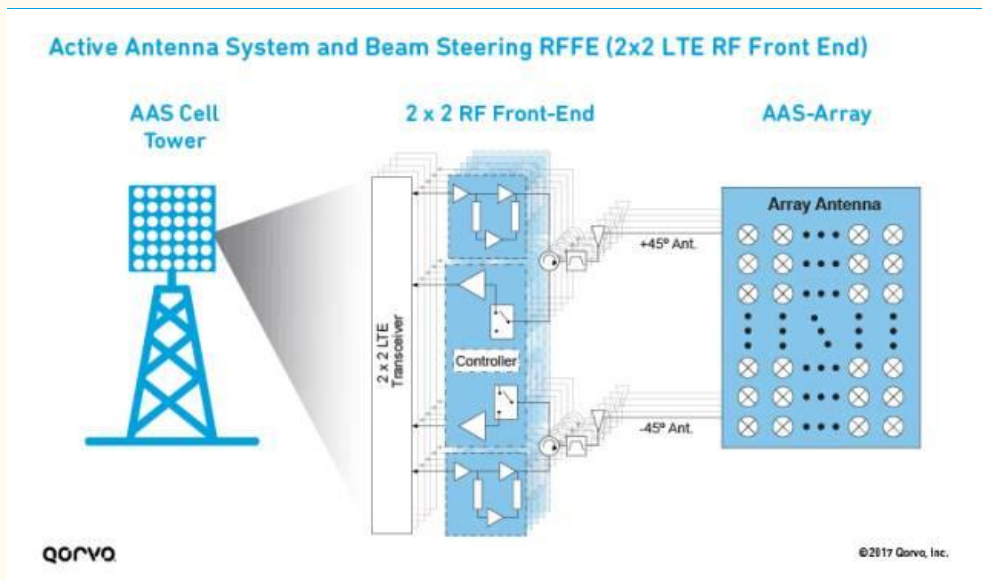 Active Antenna System and Beam Steering RFFE (2x2 LTE RF Front End)
AAS Cell
Tower
2 x 2 RF Front-End
AAS-Array
2 x 2 LTE
Transceiver
Controller
+45º Ant.
-45º Ant.
Array Antenna
QORVO
©2017 Qorvo, Inc.